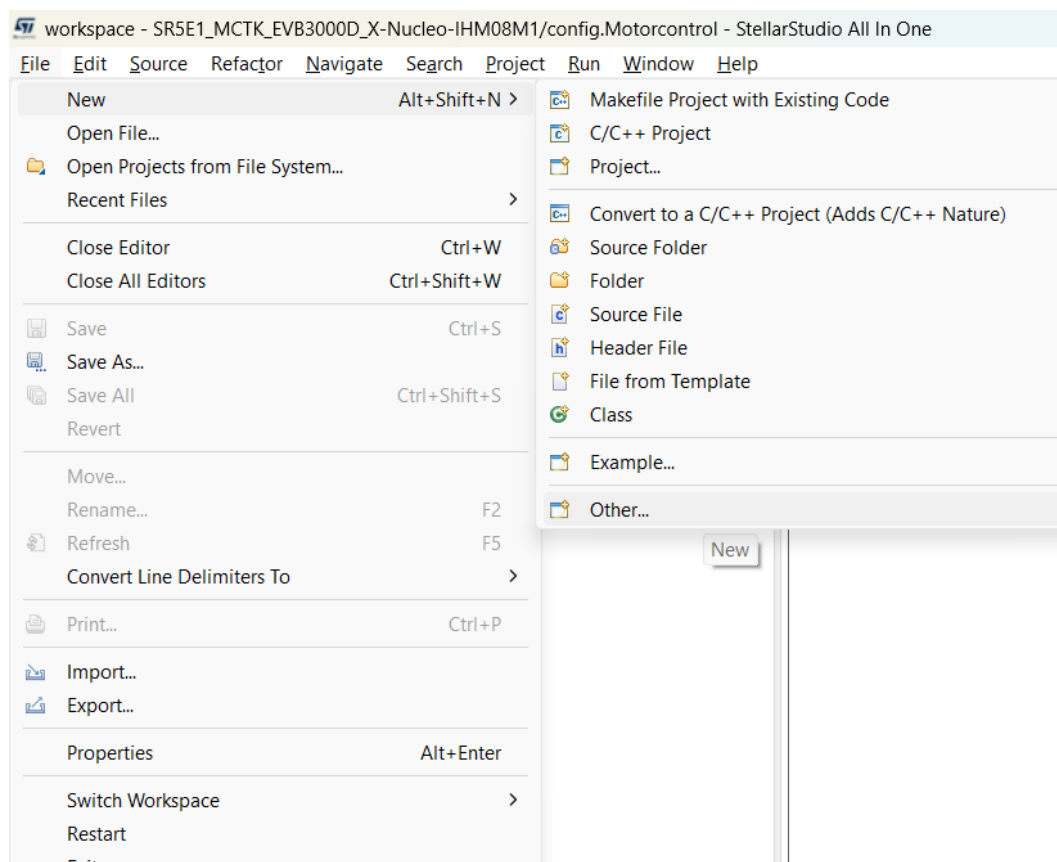 workspace - SR5E1_MCTK_EVB3000D_X-Nucleo-IHM08M1/config.Motorcontrol - StellarStudio All In One
File Edit Source Refactor Navigate Search Project Run Window Help
New Alt+Shift+N >
Open File...
Open Projects from File System...
Recent Files >
Close Editor Ctrl+W
Close All Editors Ctrl+Shift+W
Save Ctrl+S
Save As...
Save All Ctrl+Shift+S
Revert
Move...
Rename... F2
Refresh F5
Convert Line Delimiters To >
Print... Ctrl+P
Import...
Export...
Properties Alt+Enter
Switch Workspace >
Restart
Makefile Project with Existing Code
C/C++ Project
Project...
Convert to a C/C++ Project (Adds C/C++ Nature)
Source Folder
Folder
Source File
Header File
File from Template
Class
Example...
Other...
New